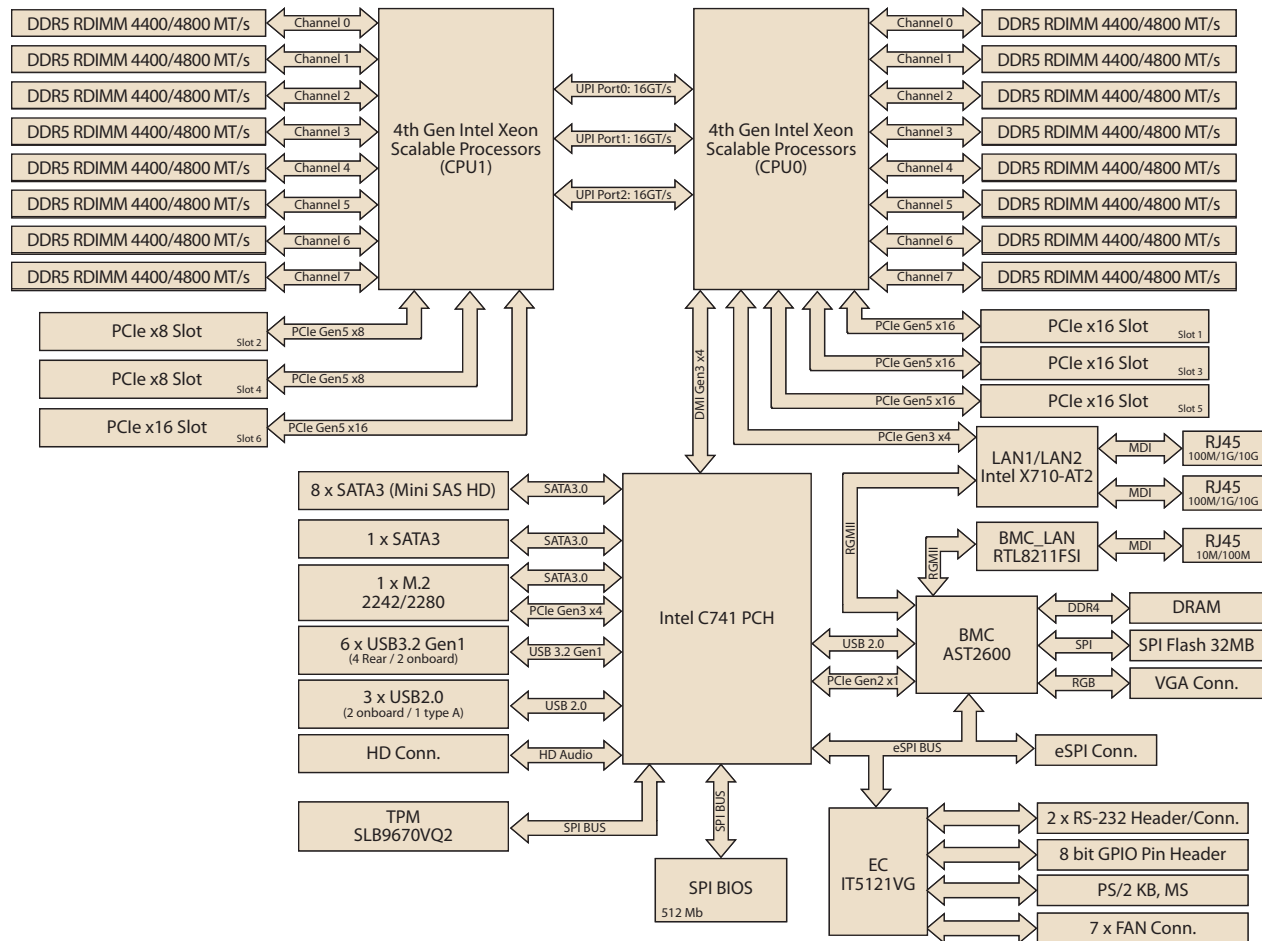 DDR5 RDIMM 4400/4800 MT/s
DDR5 RDIMM 4400/4800 MT/s
DDR5 RDIMM 4400/4800 MT/s
DDR5 RDIMM 4400/4800 MT/s
DDR5 RDIMM 4400/4800 MT/s
DDR5 RDIMM 4400/4800 MT/s
DDR5 RDIMM 4400/4800 MT/s
DDR5 RDIMM 4400/4800 MT/s
Channel 0
Channel 1
Channel 2
Channel 3
Channel 4
Channel 5
Channel 6
Channel 7
4th Gen Intel Xeon
Scalable Processors
(CPU1)
UPI Port0: 16GT/s
UPI Port1: 16GT/s
UPI Port2: 16GT/s
4th Gen Intel Xeon
Scalable Processors
(CPU0)
Channel 0
Channel 1
Channel 2
Channel 3
Channel 4
Channel 5
Channel 6
Channel 7
DDR5 RDIMM 4400/4800 MT/s
DDR5 RDIMM 4400/4800 MT/s
DDR5 RDIMM 4400/4800 MT/s
DDR5 RDIMM 4400/4800 MT/s
DDR5 RDIMM 4400/4800 MT/s
DDR5 RDIMM 4400/4800 MT/s
DDR5 RDIMM 4400/4800 MT/s
DDR5 RDIMM 4400/4800 MT/s
PCIe x8 Slot
Slot 2
PCIe Gen5 x8
PCIe x8 Slot
Slot 4
PCIe Gen5 x8
PCIe x16 Slot
Slot 6
PCIe Gen5 x16
DMI Gen3 x4
PCIe Gen5 x16
PCIe x16 Slot
Slot 1
PCIe Gen5 x16
PCIe x16 Slot
Slot 3
PCIe Gen5 x16
PCIe x16 Slot
Slot 5
PCIe Gen3 x4
LAN1/LAN2
Intel X710-AT2
MDI
RJ45
100M/1G/10G
MDI
RJ45
100M/1G/10G
RGMII
RGMII
BMC_LAN
RTL8211FSI
MDI
RJ45
10M/100M
8 x SATA3 (Mini SAS HD)
SATA3.0
1 x SATA3
SATA3.0
1 x M.2
2242/2280
SATA3.0
PCIe Gen3 x4
6 x USB3.2 Gen1
(4 Rear / 2 onboard)
USB 3.2 Gen1
3 x USB2.0
(2 onboard / 1 type A)
USB 2.0
HD Conn.
HD Audio
TPM
SLB9670VQ2
SPI BUS
Intel C741 PCH
SPI BUS
SPI BIOS
512 Mb
USB 2.0
PCIe Gen2 x1
BMC
AST2600
DDR4
DRAM
SPI
SPI Flash 32MB
RGB
VGA Conn.
eSPI BUS
eSPI Conn.
EC
IT5121VG
2 x RS-232 Header/Conn.
8 bit GPIO Pin Header
PS/2 KB, MS
7 x FAN Conn.